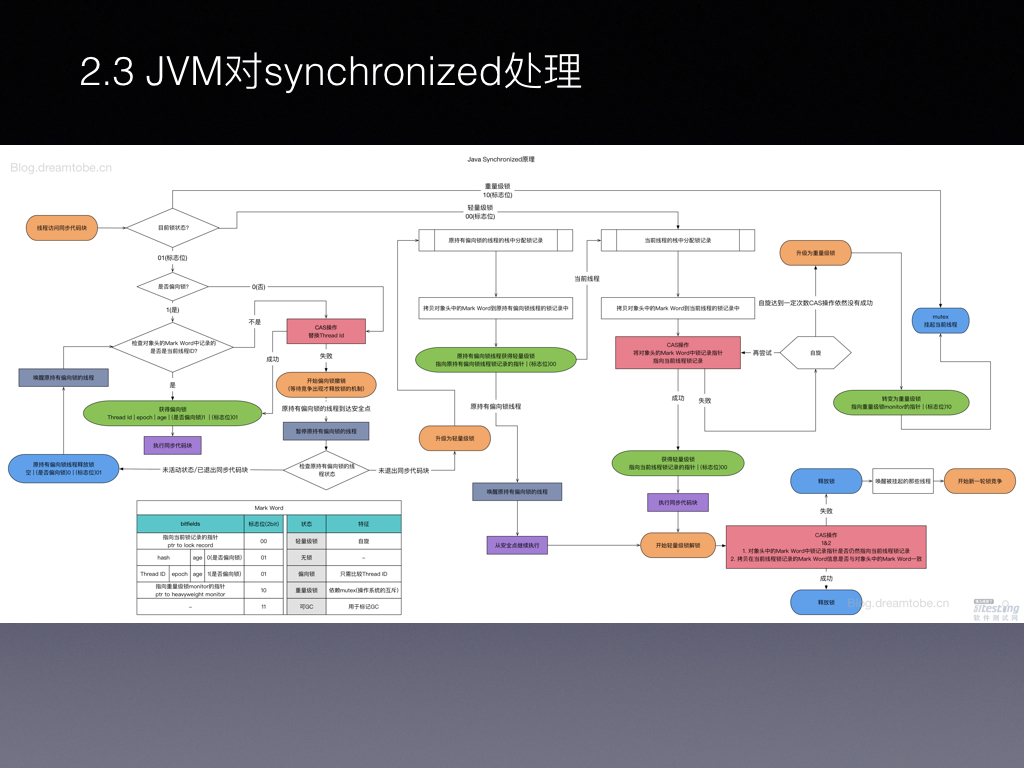 2.3 JVM对synchronized处理
Blog.dreamtobe.cn
Java Synchronized原理
重量级锁
10(标志位)
轻量级锁
00(标志位)
线程访问同步代码块
目前锁状态?
01(标志位)
是否偏向锁?
0(否)
1(是)
不是
检查对象头的Mark Word中记录的
是否是当前线程ID?
CAS操作
替换Thread Id
成功
失败
唤醒原持有偏向锁的线程
是
开始偏向锁撤销
(等待竞争出现才释放锁的机制)
获得偏向锁
Thread Id | epoch | age | (是否偏向锁)1 | (标志位)01
原持有偏向锁的线程到达安全点
暂停原持有偏向锁的线程
执行同步代码块
原持有偏向锁线程释放锁
空 | (是否偏向锁)0 | (标志位)01
未活动状态/已退出同步代码块
检查原持有偏向锁的线
程状态
未退出同步代码块
升级为轻量级锁
原持有偏向锁的线程的栈中分配锁记录
拷贝对象头中的Mark Word到原持有偏向锁线程的锁记录中
原持有偏向锁线程获得轻量级锁
指向原持有偏向锁线程锁记录的指针 | (标志位)00
原持有偏向锁线程
唤醒原持有偏向锁的线程
从安全点继续执行
当前线程
当前线程的栈中分配锁记录
拷贝对象头中的Mark Word到当前线程的锁记录中
CAS操作
将对象头的Mark Word中锁记录指针
指向当前线程锁记录
再尝试
自旋
成功
失败
升级为重量级锁
自旋达到一定次数CAS操作依然没有成功
mutex
挂起当前线程
转变为重量级锁
指向重量级锁monitor的指针 | (标志位)10
获得轻量级锁
指向当前线程锁记录的指针 | (标志位)00
执行同步代码块
开始轻量级锁解锁
CAS操作
1&2
1. 对象头中的Mark Word中锁记录指针是否仍然指向当前线程锁记录
2. 拷贝在当前线程锁记录的Mark Word信息是否与对象头中的Mark Word一致
失败
释放锁
唤醒被挂起的那些线程
开始新一轮锁竞争
成功
释放锁
Mark Word
bitfields 标志位(2bit) 状态 特征
指向当前锁记录的指针
ptr to lock record
00 轻量级锁 自旋
hash age 0(是否偏向锁) 01 无锁 –
Thread ID epoch age 1(是否偏向锁) 01 偏向锁 只需比较Thread ID
指向重量级锁monitor的指针
ptr to heavyweight monitor
10 重量级锁 依赖mutex(操作系统的互斥)
– 11 可GC 用于标记GC
Blog.dreamtobe.cn
软件测试网